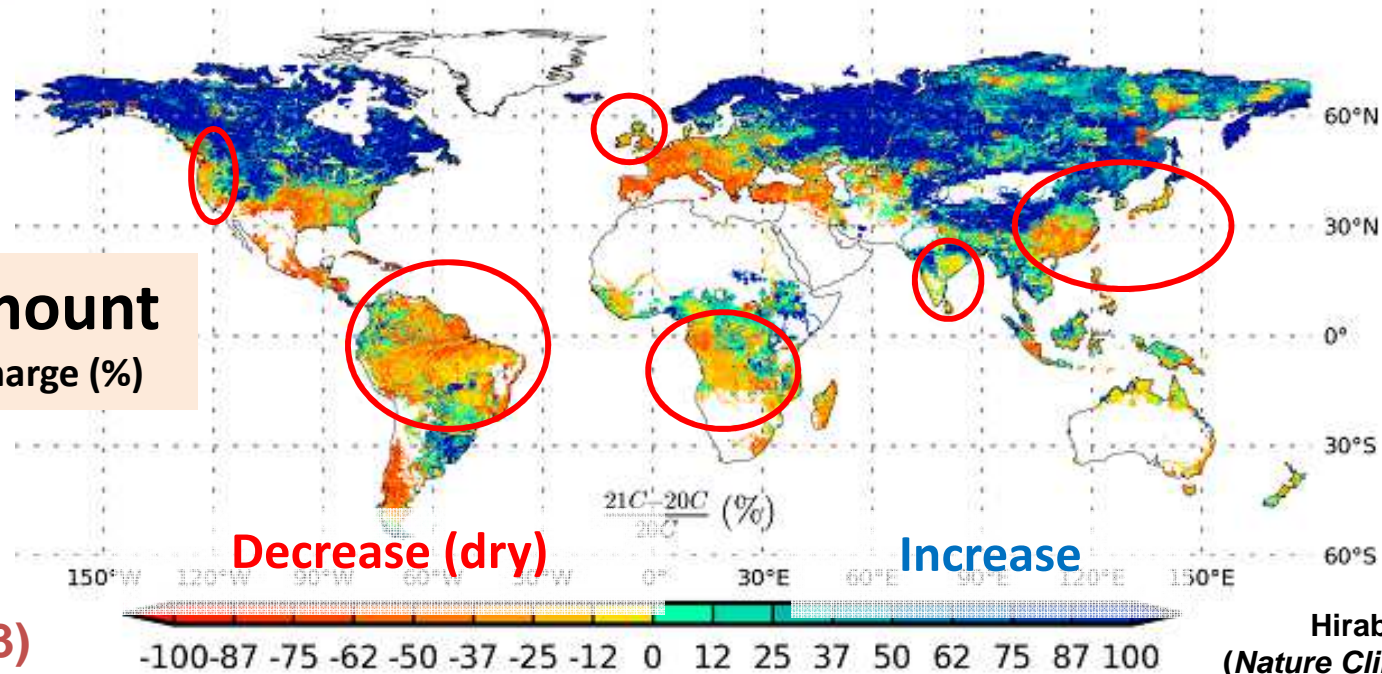 60°N
30°N
mount
harge (%)
0°
30°S
21C-20C
20C
(%)
Decrease (dry)
Increase
60°S
150°W 120°W 90°W 60°W 30°W 0° 30°E 60°E 90°E 120°E 150°E
3)
-100 -87 -75 -62 -50 -37 -25 -12 0 12 25 37 50 62 75 87 100
Hirab
(Nature Cli